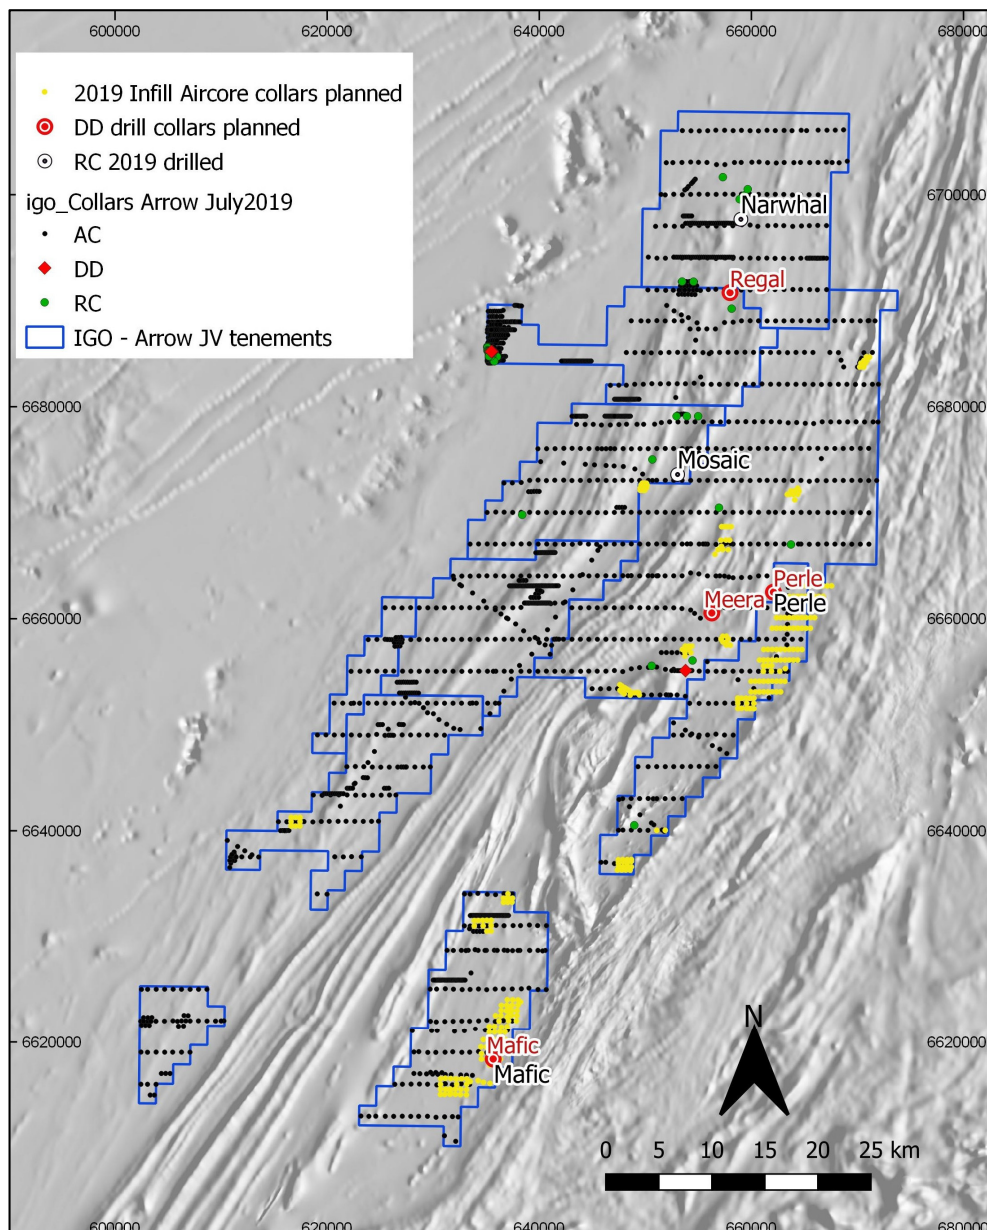 600000 620000 640000 660000 680000
2019 Infill Aircore collars planned
DD drill collars planned
RC 2019 drilled
igo_Collars Arrow July2019
AC
DD
RC
IGO - Arrow JV tenements
6700000
6700000
Narwhal
Regal
6680000
6680000
Mosaic
Perle
Meera
Perle
6660000
6660000
6640000
6640000
N
6620000
6620000
Mafic
Mafic
0 5 10 15 20 25 km
600000 620000 640000 660000 680000